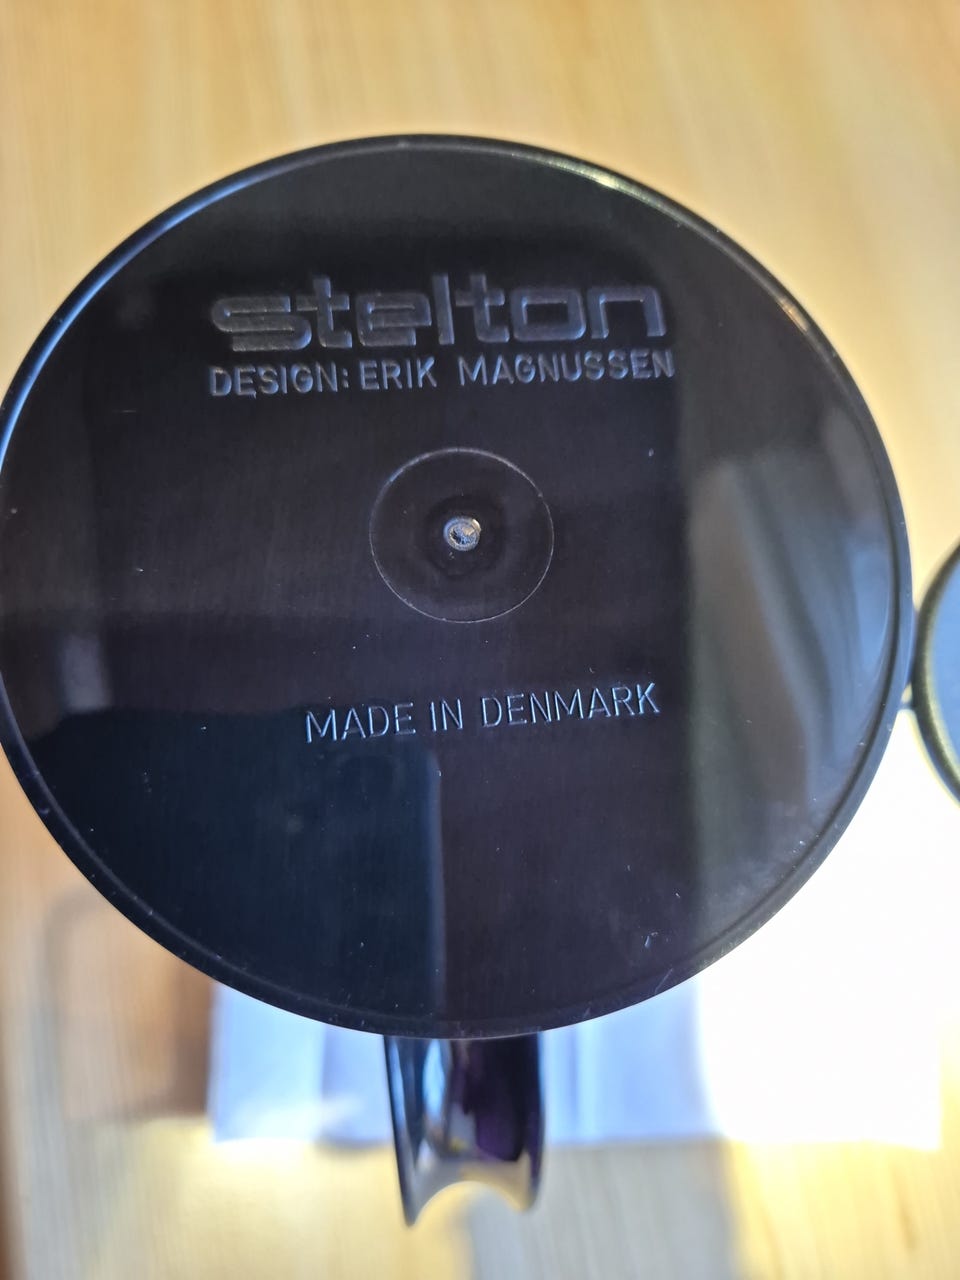 stelton
DESIGN: ERIK MAGNUSSEN
MADE IN DENMARK